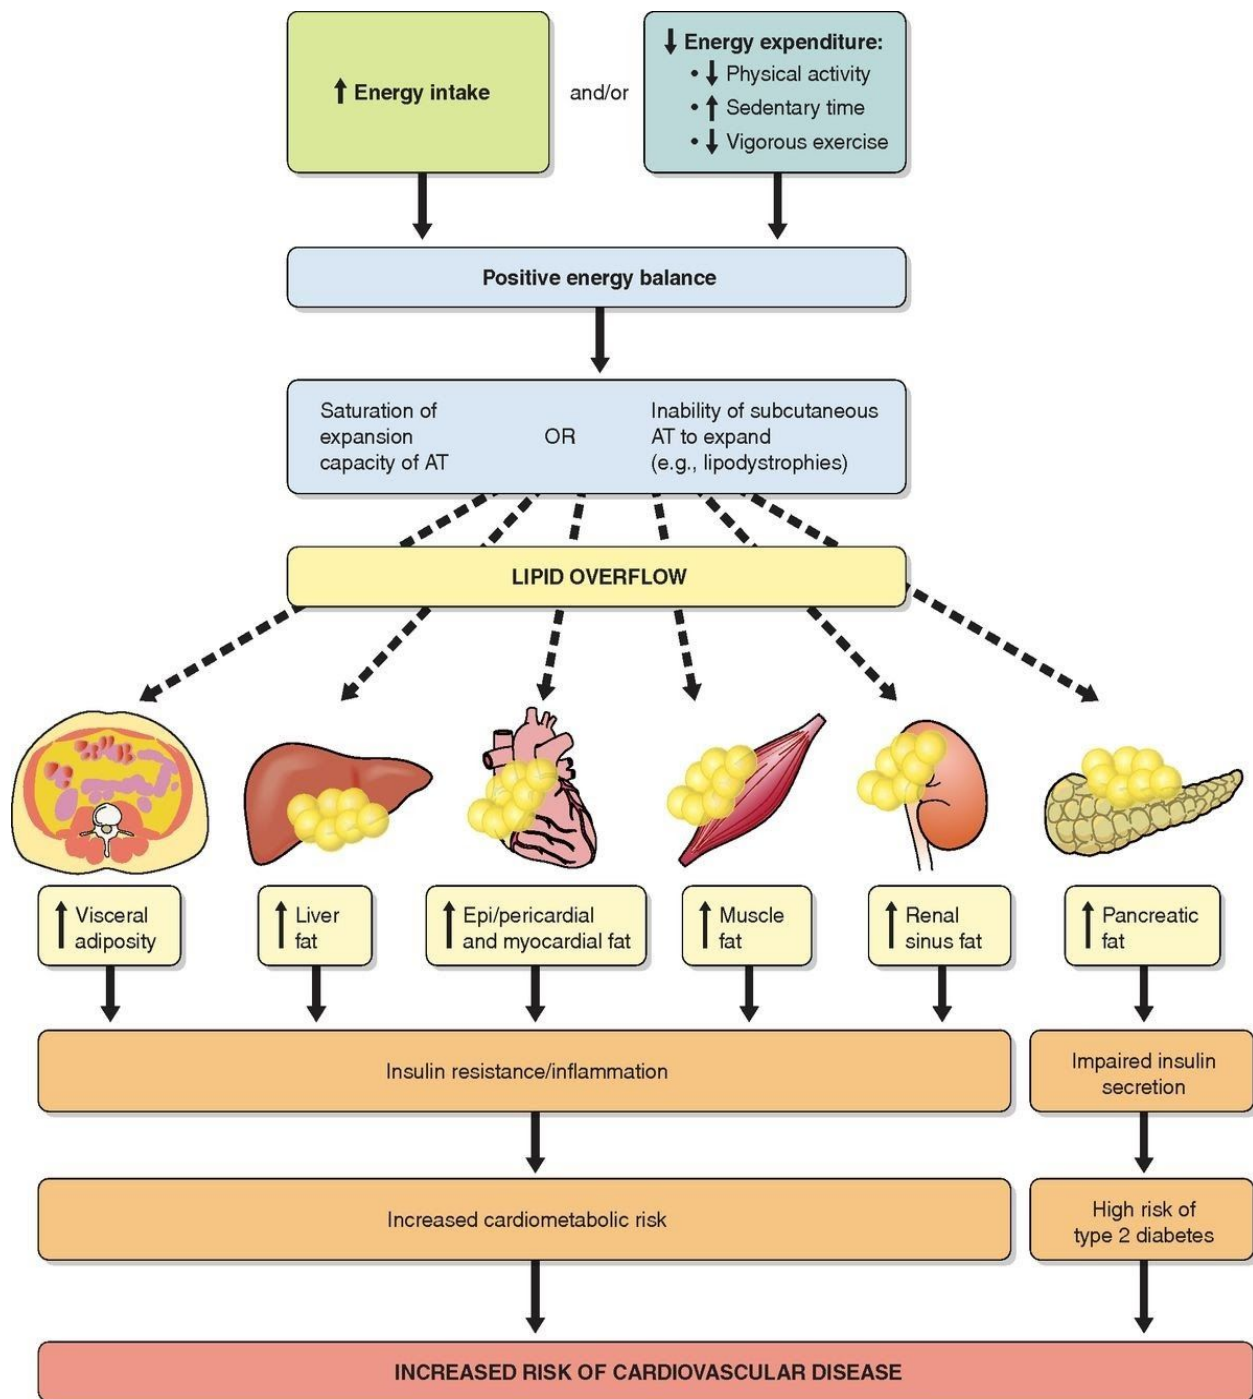 ↑ Energy intake
and/or
↓ Energy expenditure:
• ↓ Physical activity
• ↑ Sedentary time
• ↓ Vigorous exercise
Positive energy balance
Saturation of
expansion
capacity of AT
OR
Inability of subcutaneous
AT to expand
(e.g., lipodystrophies)
LIPID OVERFLOW
↑ Visceral
adiposity
↑ Liver
fat
↑ Epi/pericardial
and myocardial fat
↑ Muscle
fat
↑ Renal
sinus fat
↑ Pancreatic
fat
Insulin resistance/inflammation
Impaired insulin
secretion
Increased cardiometabolic risk
High risk of
type 2 diabetes
INCREASED RISK OF CARDIOVASCULAR DISEASE